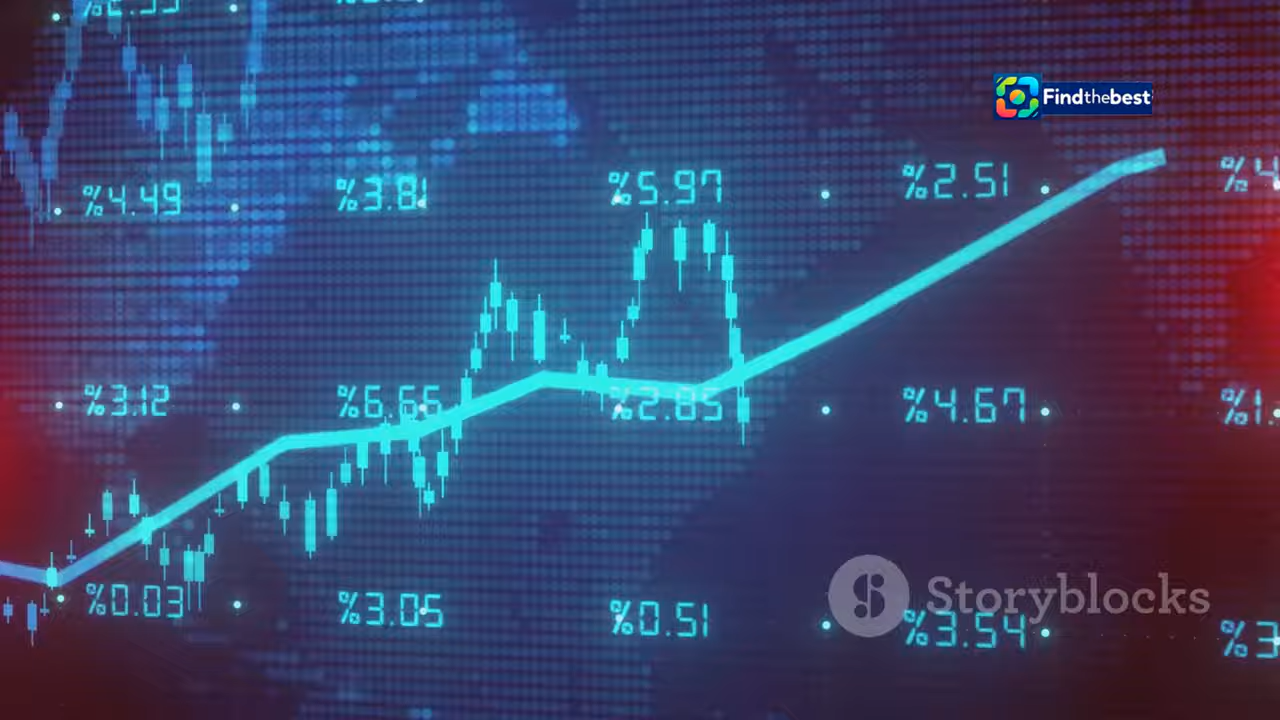 Findthebest
%4.49 %3.81 %5.97 %2.51
%3.12 %6.66 %2.85 %4.67
%0.03 %3.05 %0.51 %3.54
Storyblocks